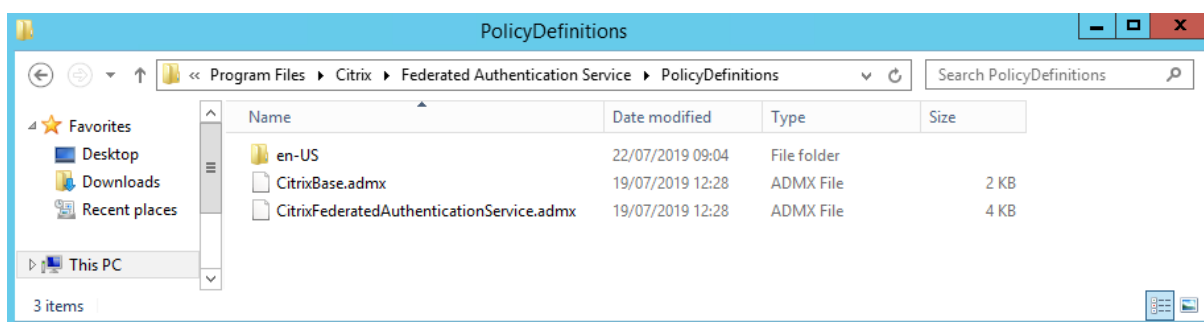 PolicyDefinitions
« Program Files ▸ Citrix ▸ Federated Authentication Service ▸ PolicyDefinitions
Search PolicyDefinitions
Favorites
Desktop
Downloads
Recent places
This PC
Name Date modified Type Size
en-US 22/07/2019 09:04 File folder
CitrixBase.admx 19/07/2019 12:28 ADMX File 2 KB
CitrixFederatedAuthenticationService.admx 19/07/2019 12:28 ADMX File 4 KB
3 items